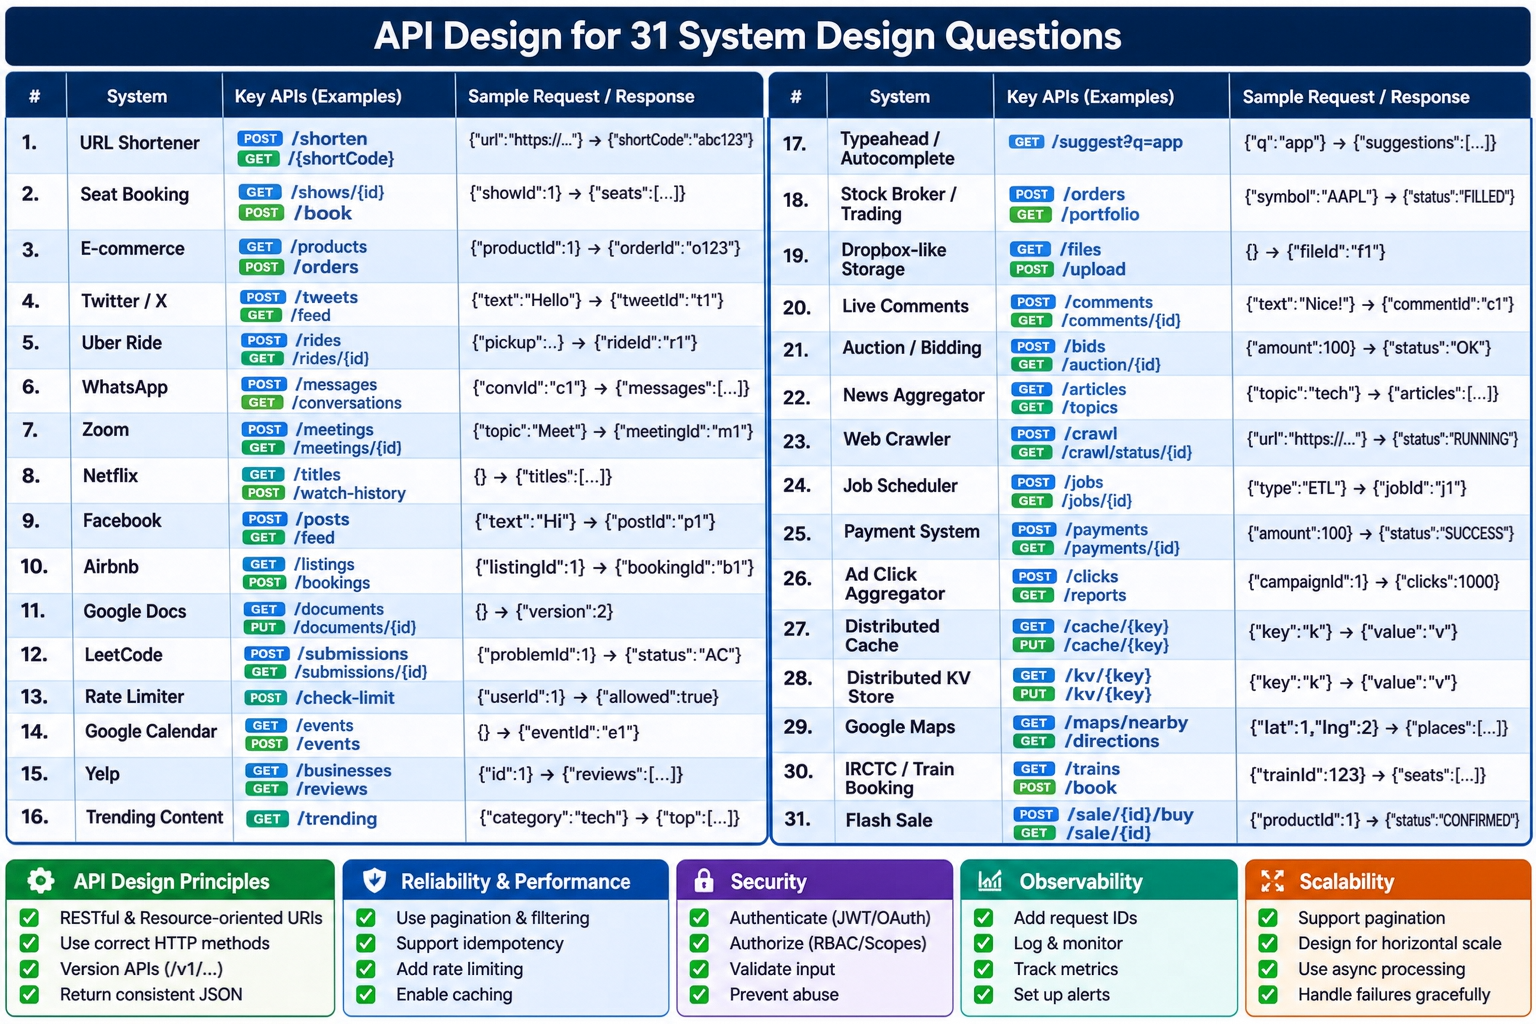 API Design for 31 System Design Questions
# System Key APIs (Examples) Sample Request / Response
1. URL Shortener POST /shorten {"url":"https://..."} → {"shortCode":"abc123"}
GET /{shortCode}
2. Seat Booking GET /shows/{id} {"showId":1} → {"seats":[...]}
POST /book
3. E-commerce GET /products {"productId":1} → {"orderId":"o123"}
POST /orders
4. Twitter / X POST /tweets {"text":"Hello"} → {"tweetId":"t1"}
GET /feed
5. Uber Ride POST /rides {"pickup":..} → {"rideId":"r1"}
GET /rides/{id}
6. WhatsApp POST /messages {"convId":"c1"} → {"messages":[...]}
GET /conversations
7. Zoom POST /meetings {"topic":"Meet"} → {"meetingId":"m1"}
GET /meetings/{id}
8. Netflix GET /titles {} → {"titles":[...]}
POST /watch-history
9. Facebook POST /posts {"text":"Hi"} → {"postId":"p1"}
GET /feed
10. Airbnb GET /listings {"listingId":1} → {"bookingId":"b1"}
POST /bookings
11. Google Docs GET /documents {} → {"version":2}
PUT /documents/{id}
12. LeetCode POST /submissions {"problemId":1} → {"status":"AC"}
GET /submissions/{id}
13. Rate Limiter POST /check-limit {"userId":1} → {"allowed":true}
14. Google Calendar GET /events {} → {"eventId":"e1"}
POST /events
15. Yelp GET /businesses {"id":1} → {"reviews":[...]}
GET /reviews
16. Trending Content GET /trending {"category":"tech"} → {"top":[...]}
# System Key APIs (Examples) Sample Request / Response
17. Typeahead / GET /suggest?q=app {"q":"app"} → {"suggestions":[...]}
Autocomplete
18. Stock Broker / POST /orders {"symbol":"AAPL"} → {"status":"FILLED"}
Trading GET /portfolio
19. Dropbox-like GET /files {} → {"fileId":"f1"}
Storage POST /upload
20. Live Comments POST /comments {"text":"Nice!"} → {"commentId":"c1"}
GET /comments/{id}
21. Auction / Bidding POST /bids {"amount":100} → {"status":"OK"}
GET /auction/{id}
22. News Aggregator GET /articles {"topic":"tech"} → {"articles":[...]}
GET /topics
23. Web Crawler POST /crawl {"url":"https://..."} → {"status":"RUNNING"}
GET /crawl/status/{id}
24. Job Scheduler POST /jobs {"type":"ETL"} → {"jobId":"j1"}
GET /jobs/{id}
25. Payment System POST /payments {"amount":100} → {"status":"SUCCESS"}
GET /payments/{id}
26. Ad Click POST /clicks {"campaignId":1} → {"clicks":1000}
Aggregator GET /reports
27. Distributed GET /cache/{key} {"key":"k"} → {"value":"v"}
Cache PUT /cache/{key}
28. Distributed KV GET /kv/{key} {"key":"k"} → {"value":"v"}
Store PUT /kv/{key}
29. Google Maps GET /maps/nearby {"lat":1,"lng":2} → {"places":[...]}
GET /directions
30. IRCTC / Train GET /trains {"trainId":123} → {"seats":[...]}
Booking POST /book
31. Flash Sale POST /sale/{id}/buy {"productId":1} → {"status":"CONFIRMED"}
GET /sale/{id}
API Design Principles
RESTful & Resource-oriented URIs
Use correct HTTP methods
Version APIs (/v1/...)
Return consistent JSON
Reliability & Performance
Use pagination & filtering
Support idempotency
Add rate limiting
Enable caching
Security
Authenticate (JWT/OAuth)
Authorize (RBAC/Scopes)
Validate input
Prevent abuse
Observability
Add request IDs
Log & monitor
Track metrics
Set up alerts
Scalability
Support pagination
Design for horizontal scale
Use async processing
Handle failures gracefully